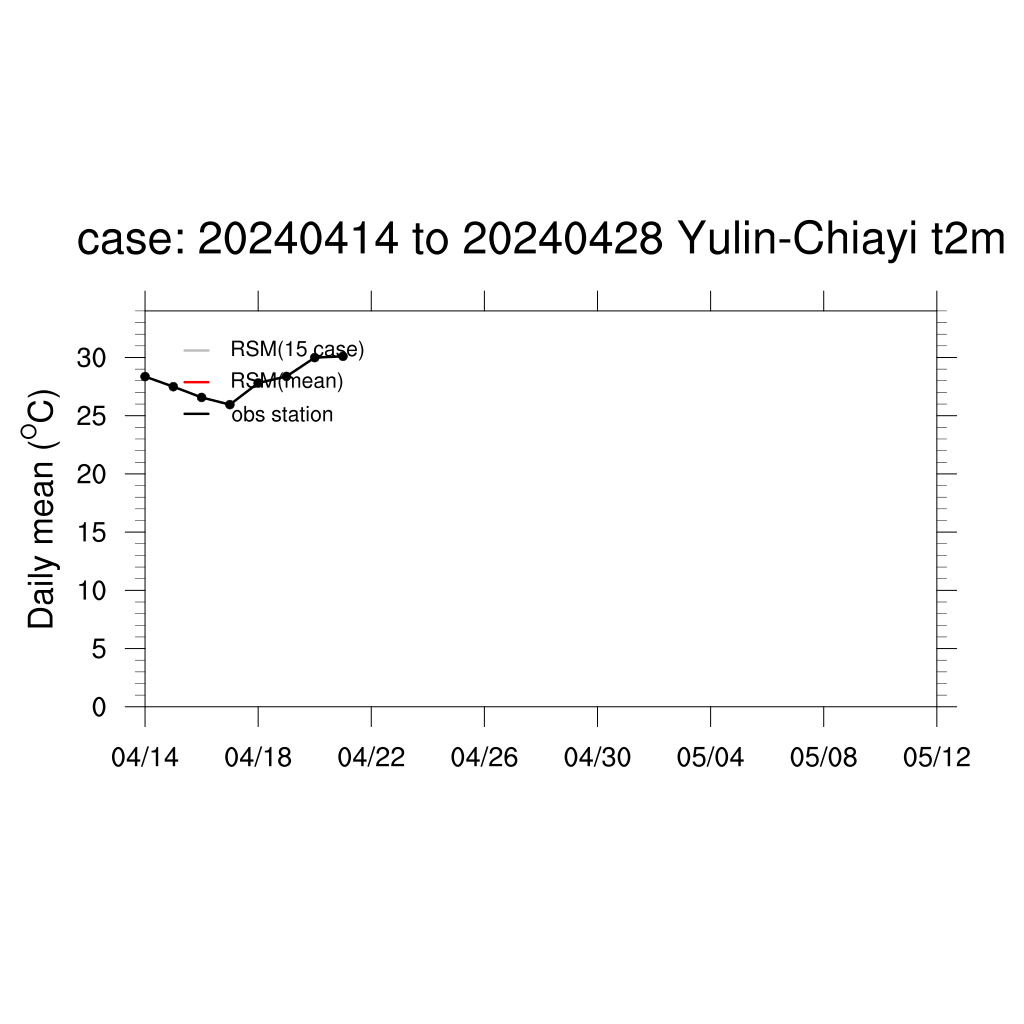 case: 20240414 to 20240428 Yulin-Chiayi t2m
Daily mean (°C)
30
25
20
15
10
5
0
RSM(15 case)
RSM(mean)
obs station
04/14 04/18 04/22 04/26 04/30 05/04 05/08 05/12